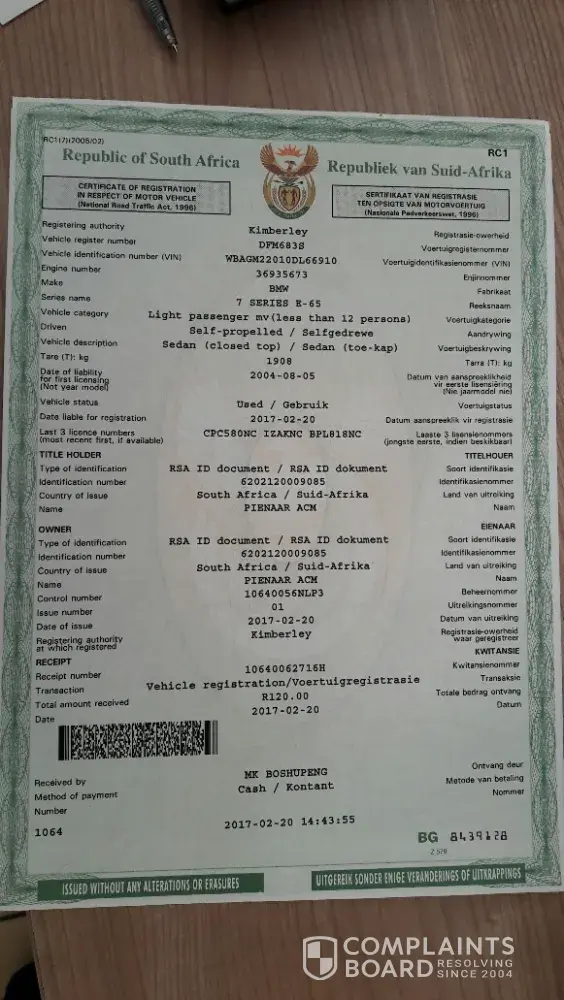 RC1(7)(2005/02)
RC1
Republic of South Africa
Republiek van Suid-Afrika
CERTIFICATE OF REGISTRATION
IN RESPECT OF MOTOR VEHICLE
(National Road Traffic Act, 1996)
SERTIFIKAAT VAN REGISTRASIE
TEN OPSIGTE VAN MOTORVOERTUIG
(Nasionale Padverkeerswet, 1996)
Registering authority Kimberley Registrasie-owerheid
Vehicle register number DFM683S Voertuigregisternommer
Vehicle identification number (VIN) WBAGM22010DL66910 Voertuigidentifikasienommer (VIN)
Engine number 36935673 Enjinnommer
Make BMW Fabrikaat
Series name 7 SERIES E-65 Reeksnaam
Vehicle category Light passenger mv(less than 12 persons) Voertuigkategorie
Driven Self-propelled / Selfgedrewe Aandrywing
Vehicle description Sedan (closed top) / Sedan (toe-kap) Voertuigbeskrywing
Tare (T): kg 1908 Tarra (T): kg
Date of liability for first licensing (Not year model) 2004-08-05 Datum van aanspreeklikheid vir eerste lisensiëring (Nie jaarmodel nie)
Vehicle status Used / Gebruik Voertuigstatus
Date liable for registration 2017-02-20 Datum aanspreeklik vir registrasie
Last 3 licence numbers (most recent first, if available) CPC580NC IZAKNC BPL818NC Laaste 3 lisensienommers (jongste eerste, indien beskikbaar)
TITLE HOLDER TITELHOUER
Type of identification RSA ID document / RSA ID dokument Soort identifikasie
Identification number 6202120009085 Identifikasienommer
Country of issue South Africa / Suid-Afrika Land van uitreiking
Name PIENAAR ACM Naam
OWNER EIENAAR
Type of identification RSA ID document / RSA ID dokument Soort identifikasie
Identification number 6202120009085 Identifikasienommer
Country of issue South Africa / Suid-Afrika Land van uitreiking
Name PIENAAR ACM Naam
Control number 10640056NLP3 Beheernommer
Issue number 01 Uitreikingsnommer
Date of issue 2017-02-20 Datum van uitreiking
Registering authority at which registered Kimberley Registrasie-owerheid waar geregistreer
RECEIPT KWITANSIE
Receipt number 10640062716H Kwitansienommer
Transaction Vehicle registration/Voertuigregistrasie Transaksie
Total amount received R120.00 Totale bedrag ontvang
Date 2017-02-20 Datum
Received by MK BOSHUPENG Ontvang deur
Method of payment Cash / Kontant Metode van betaling
Number Nommer
1064 2017-02-20 14:43:55
BG 8439128
Z 526
ISSUED WITHOUT ANY ALTERATIONS OR ERASURES
UITGEREIK SONDER ENIGE VERANDERINGS OF UITKRAPPINGS
COMPLAINTS
BOARD RESOLVING
SINCE 2004